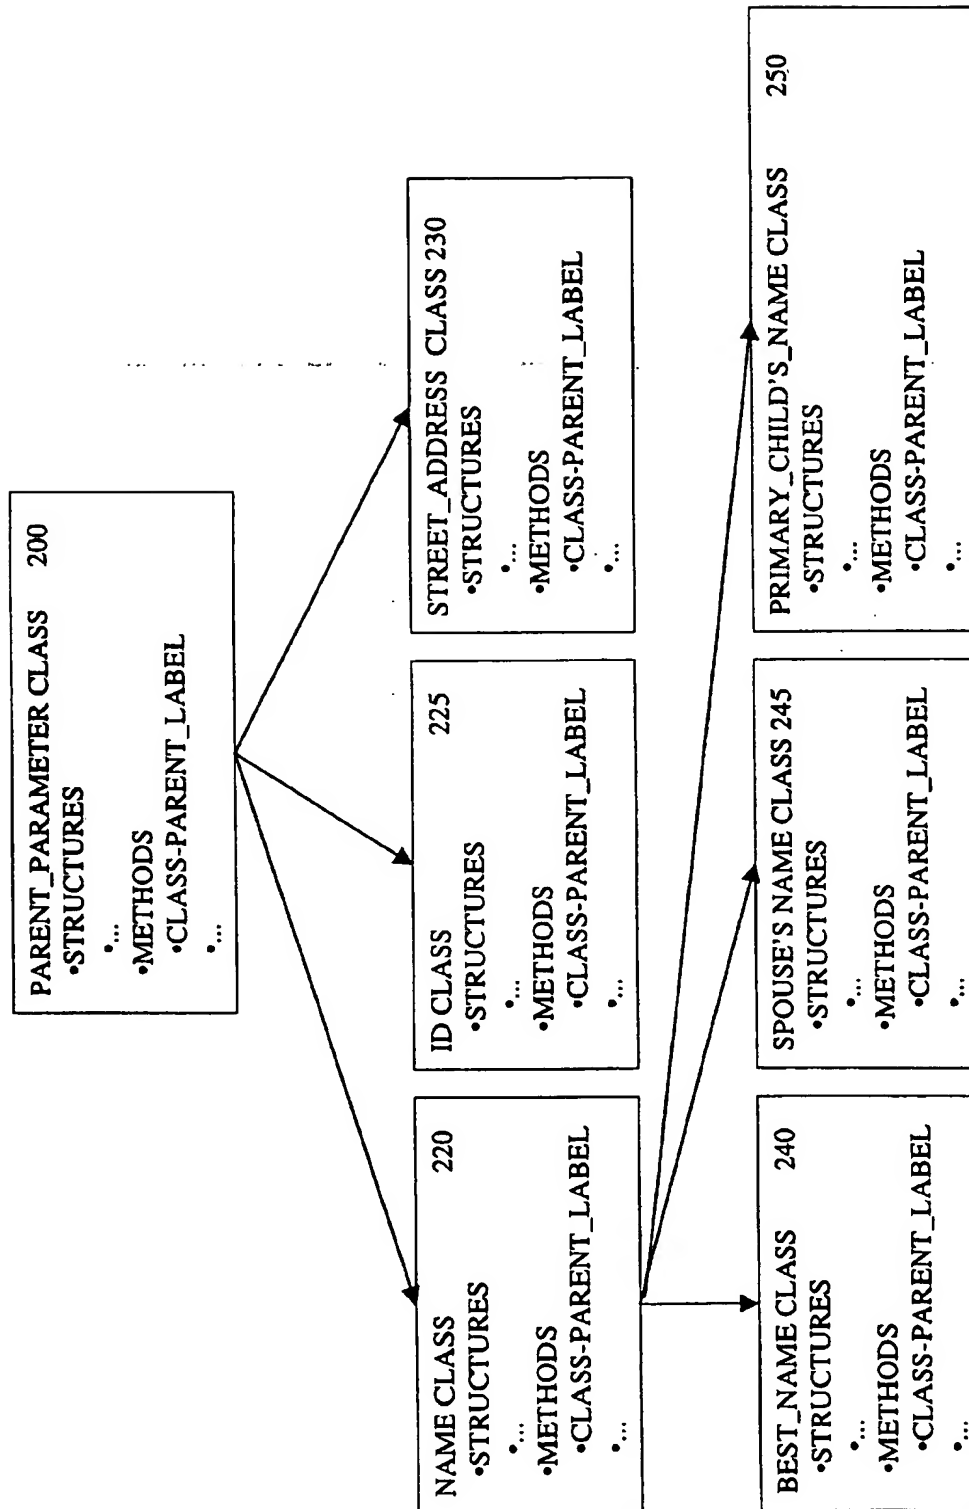 PARENT_PARAMETER CLASS 200
•STRUCTURES
•...
•METHODS
•CLASS-PARENT_LABEL
•...
NAME CLASS 220
•STRUCTURES
•...
•METHODS
•CLASS-PARENT_LABEL
•...
ID CLASS 225
•STRUCTURES
•...
•METHODS
•CLASS-PARENT_LABEL
•...
STREET_ADDRESS CLASS 230
•STRUCTURES
•...
•METHODS
•CLASS-PARENT_LABEL
•...
BEST_NAME CLASS 240
•STRUCTURES
•...
•METHODS
•CLASS-PARENT_LABEL
•...
SPOUSE'S NAME CLASS 245
•STRUCTURES
•...
•METHODS
•CLASS-PARENT_LABEL
•...
PRIMARY_CHILD'S_NAME CLASS 250
•STRUCTURES
•...
•METHODS
•CLASS-PARENT_LABEL
•...